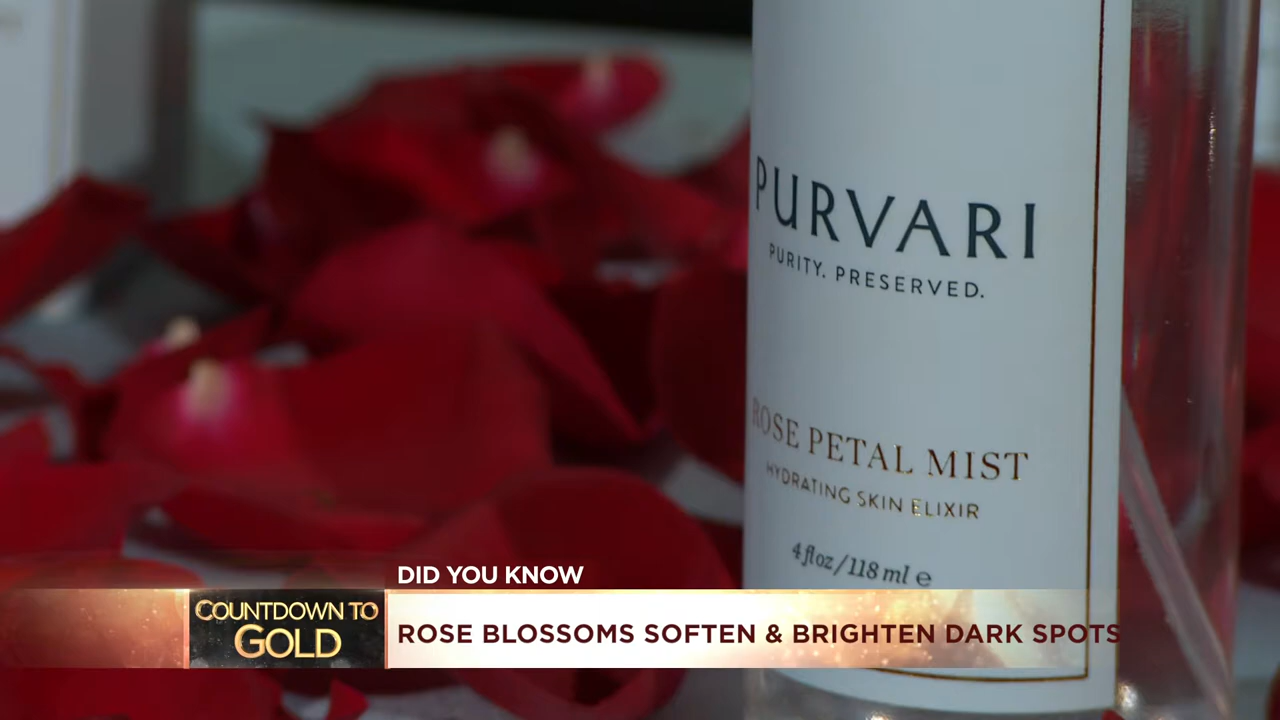 PURVARI
PURITY. PRESERVED.
ROSE PETAL MIST
HYDRATING SKIN ELIXIR
4 fl oz / 118 ml ℮
DID YOU KNOW
COUNTDOWN TO
GOLD
ROSE BLOSSOMS SOFTEN & BRIGHTEN DARK SPOTS